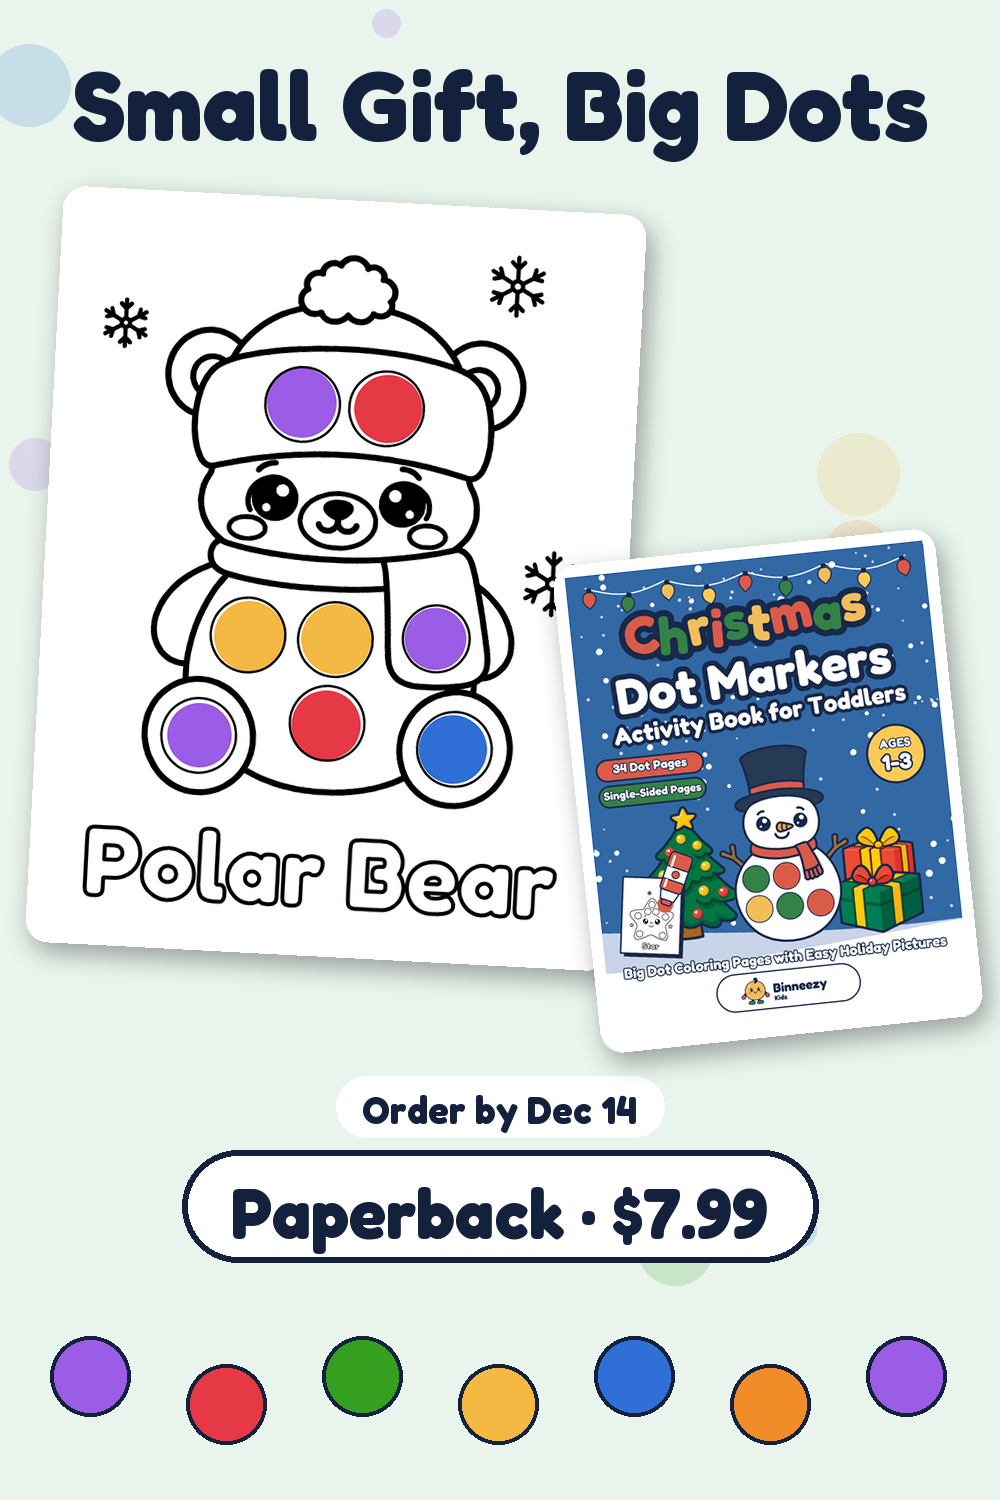 Small Gift, Big Dots
Polar Bear
Christmas
Dot Markers
Activity Book for Toddlers
AGES
1-3
34 Dot Pages
Single-Sided Pages
Star
Big Dot Coloring Pages with Easy Holiday Pictures
Binneezy
Kids
Order by Dec 14
Paperback · $7.99